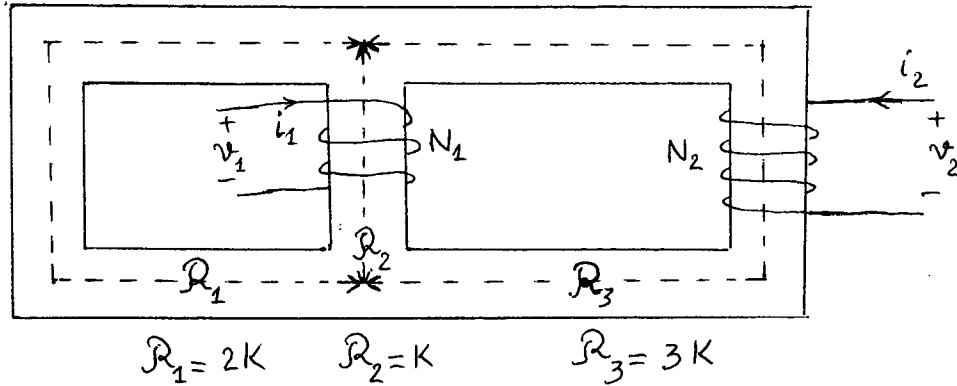 i₂
+
v₁
−
i₁
N₁
N₂
+
v₂
−
ℛ₂
ℛ₁
ℛ₃
ℛ₁ = 2K ℛ₂ = K ℛ₃ = 3K